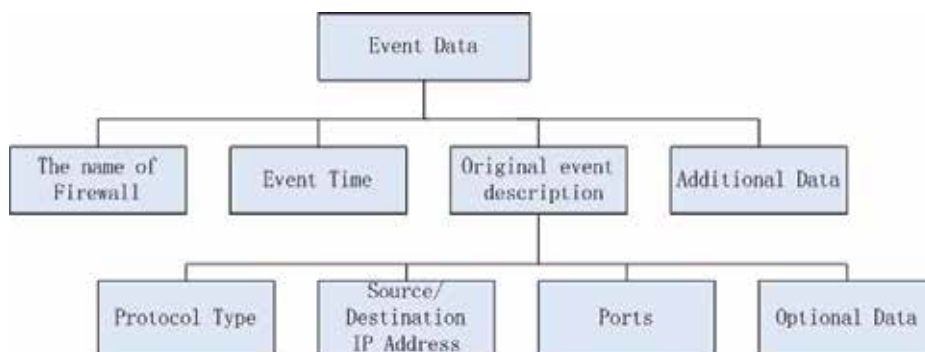 Event Data
The name of
Firewall
Event Time
Original event
description
Additional Data
Protocol Type
Source/
Destination
IP Address
Ports
Optional Data